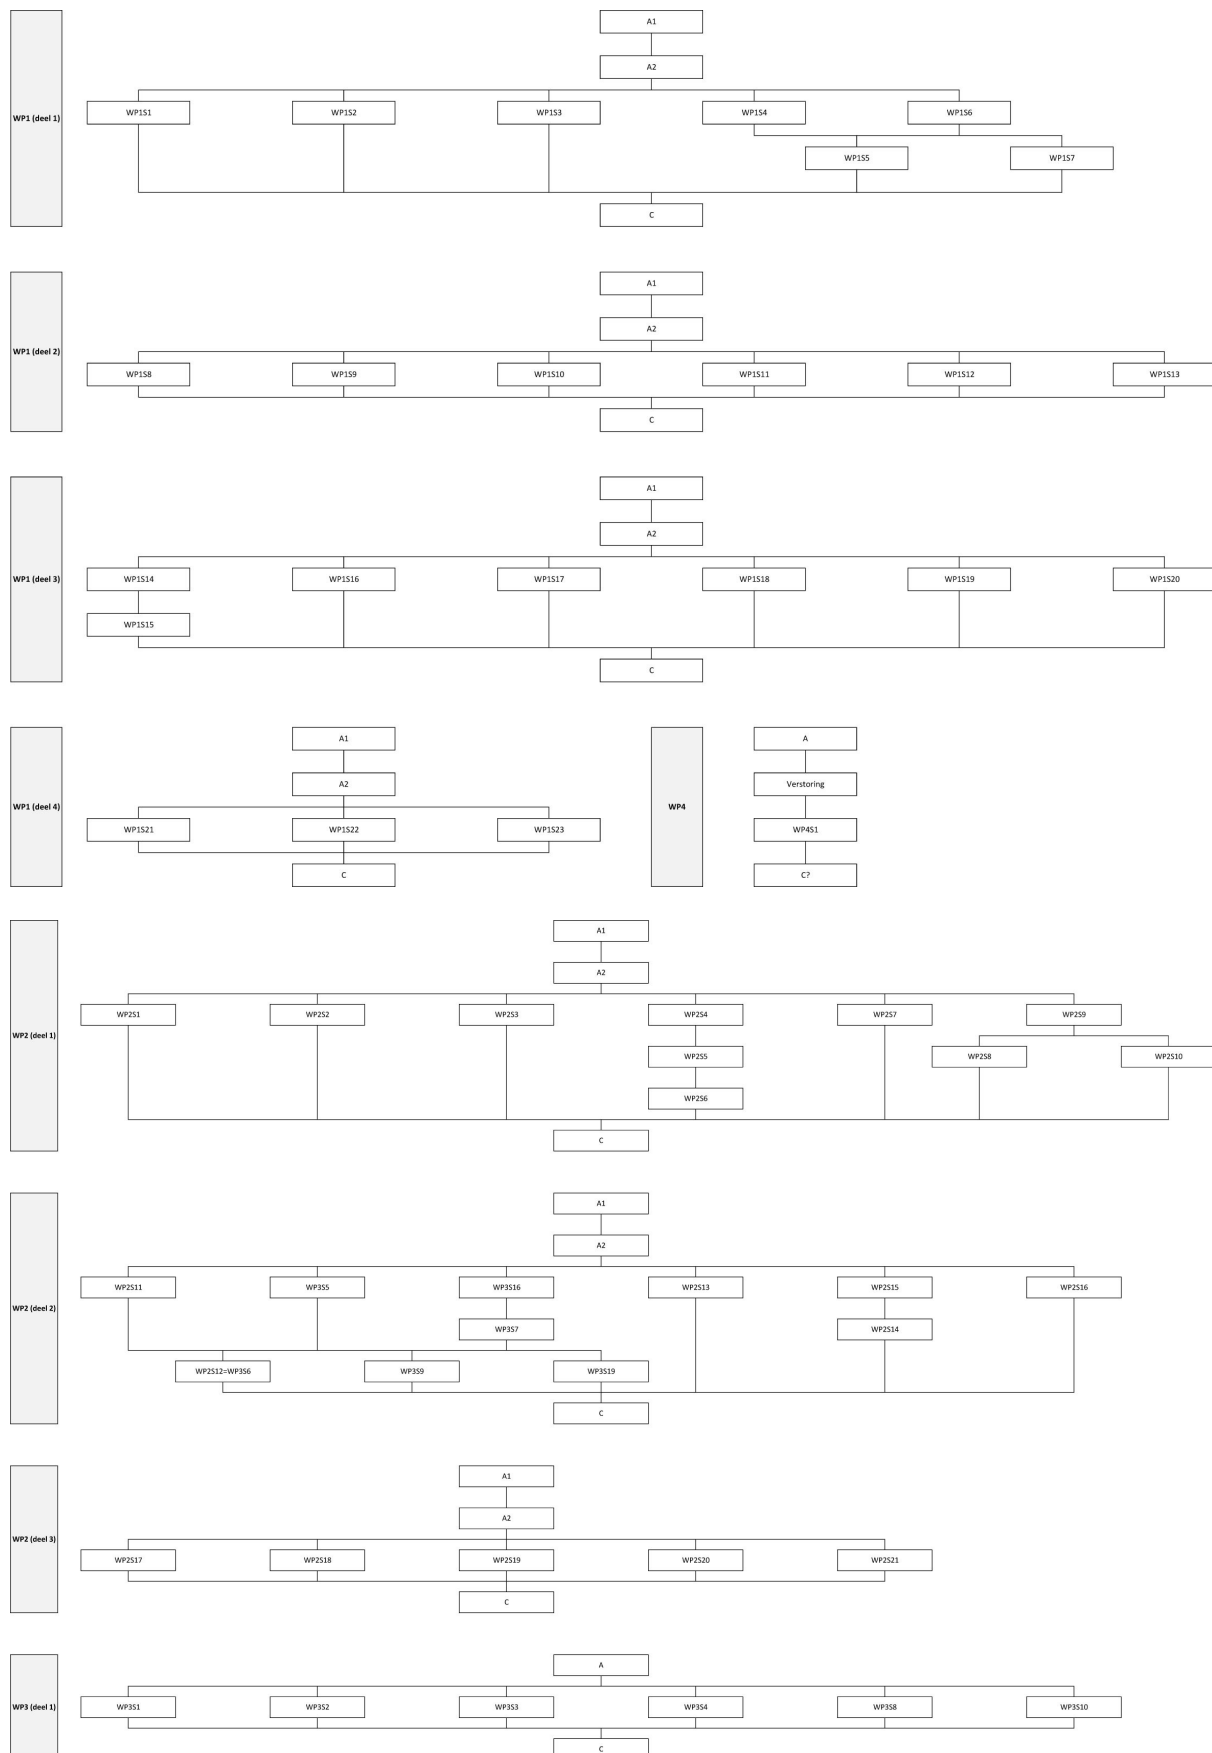 A1
A2
WP1 (deel 1)
WP1S1 WP1S2 WP1S3 WP1S4 WP1S6
WP1S5 WP1S7
C
A1
A2
WP1 (deel 2)
WP1S8 WP1S9 WP1S10 WP1S11 WP1S12 WP1S13
C
A1
A2
WP1 (deel 3)
WP1S14 WP1S16 WP1S17 WP1S18 WP1S19 WP1S20
WP1S15
C
A1
A2
WP1 (deel 4)
WP1S21 WP1S22 WP1S23
C
WP4
A
Verstoring
WP4S1
C?
A1
A2
WP2 (deel 1)
WP2S1 WP2S2 WP2S3 WP2S4 WP2S7 WP2S9
WP2S5 WP2S8 WP2S10
WP2S6
C
A1
A2
WP2 (deel 2)
WP2S11 WP3S5 WP3S16 WP2S13 WP2S15 WP2S16
WP3S7 WP2S14
WP2S12=WP3S6 WP3S9 WP3S19
C
A1
A2
WP2 (deel 3)
WP2S17 WP2S18 WP2S19 WP2S20 WP2S21
C
A
WP3 (deel 1)
WP3S1 WP3S2 WP3S3 WP3S4 WP3S8 WP3S10
C